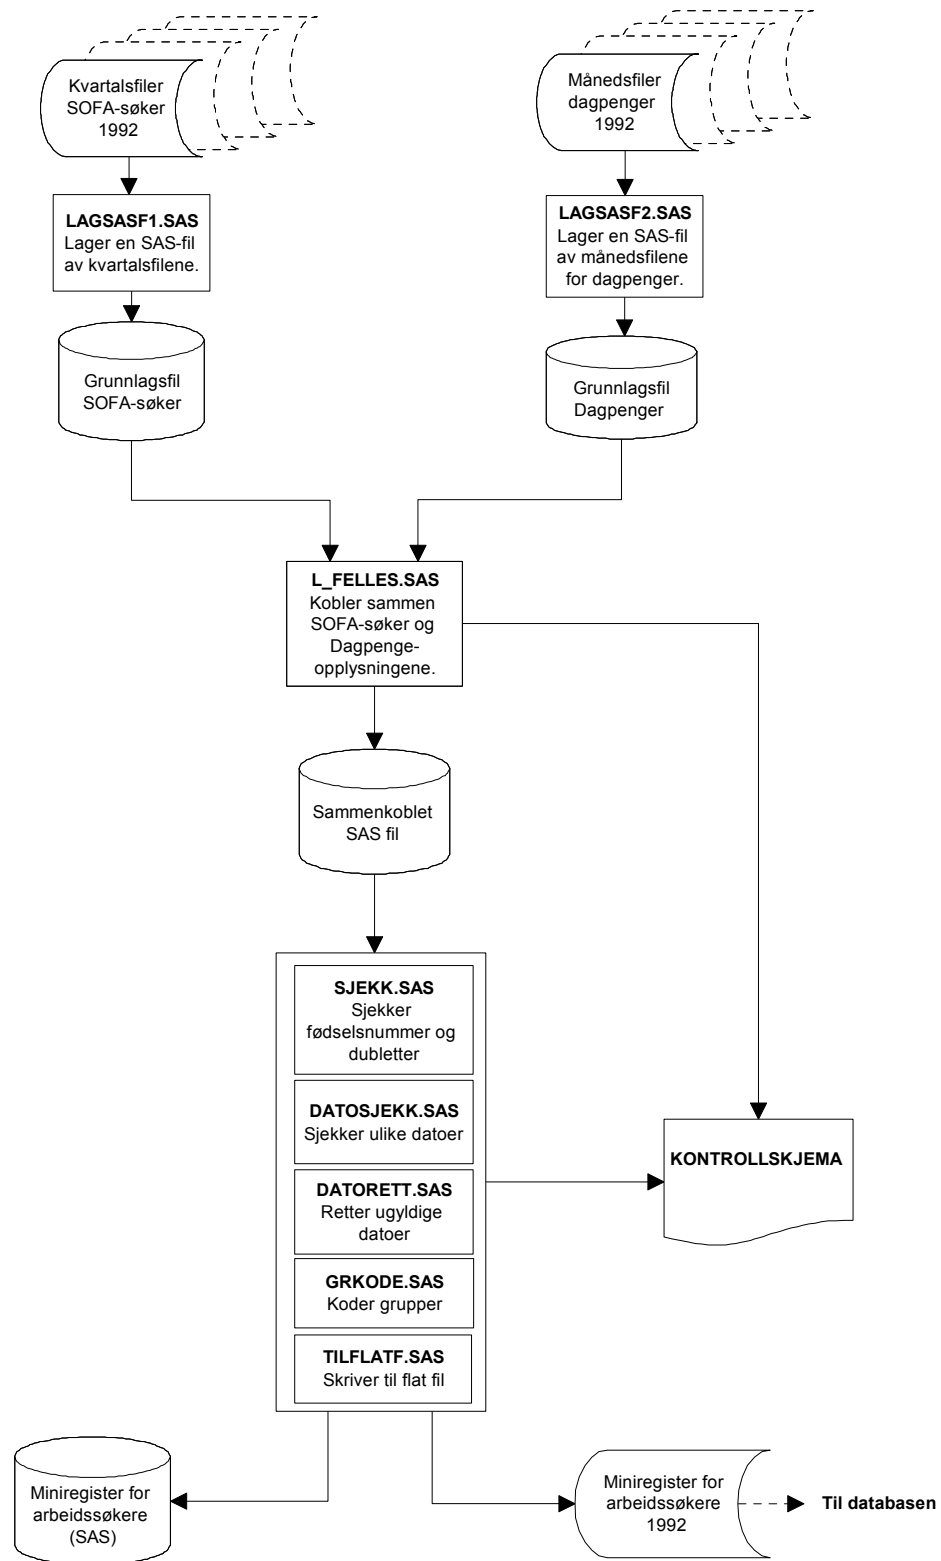 Kvartalsfiler
SOFA-søker
1992
Månedsfiler
dagpenger
1992
LAGSASF1.SAS
Lager en SAS-fil
av kvartalsfilene.
LAGSASF2.SAS
Lager en SAS-fil
av månedsfilene
for dagpenger.
Grunnlagsfil
SOFA-søker
Grunnlagsfil
Dagpenger
L_FELLES.SAS
Kobler sammen
SOFA-søker og
Dagpenge-
opplysningene.
Sammenkoblet
SAS fil
SJEKK.SAS
Sjekker
fødselsnummer og
dubletter
DATOSJEKK.SAS
Sjekker ulike datoer
DATORETT.SAS
Retter ugyldige
datoer
GRKODE.SAS
Koder grupper
TILFLATF.SAS
Skriver til flat fil
KONTROLLSKJEMA
Miniregister for
arbeidssøkere
(SAS)
Miniregister for
arbeidssøkere
1992
Til databasen